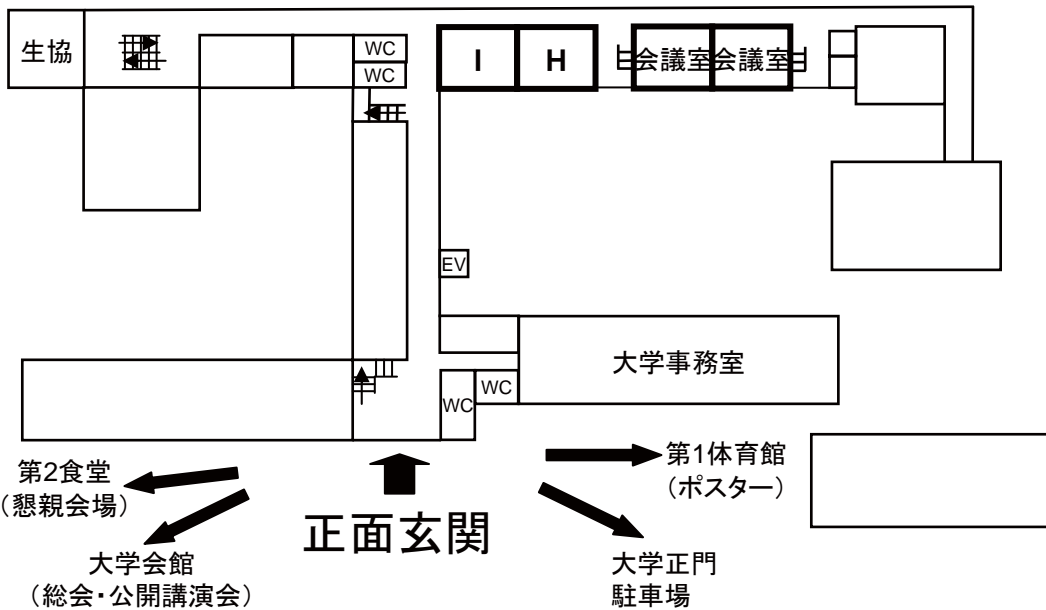 生協
WC
WC
I
H
会議室
会議室
EV
大学事務室
WC
WC
第2食堂
(懇親会場)
大学会館
(総会・公開講演会)
正面玄関
第1体育館
(ポスター)
大学正門
駐車場